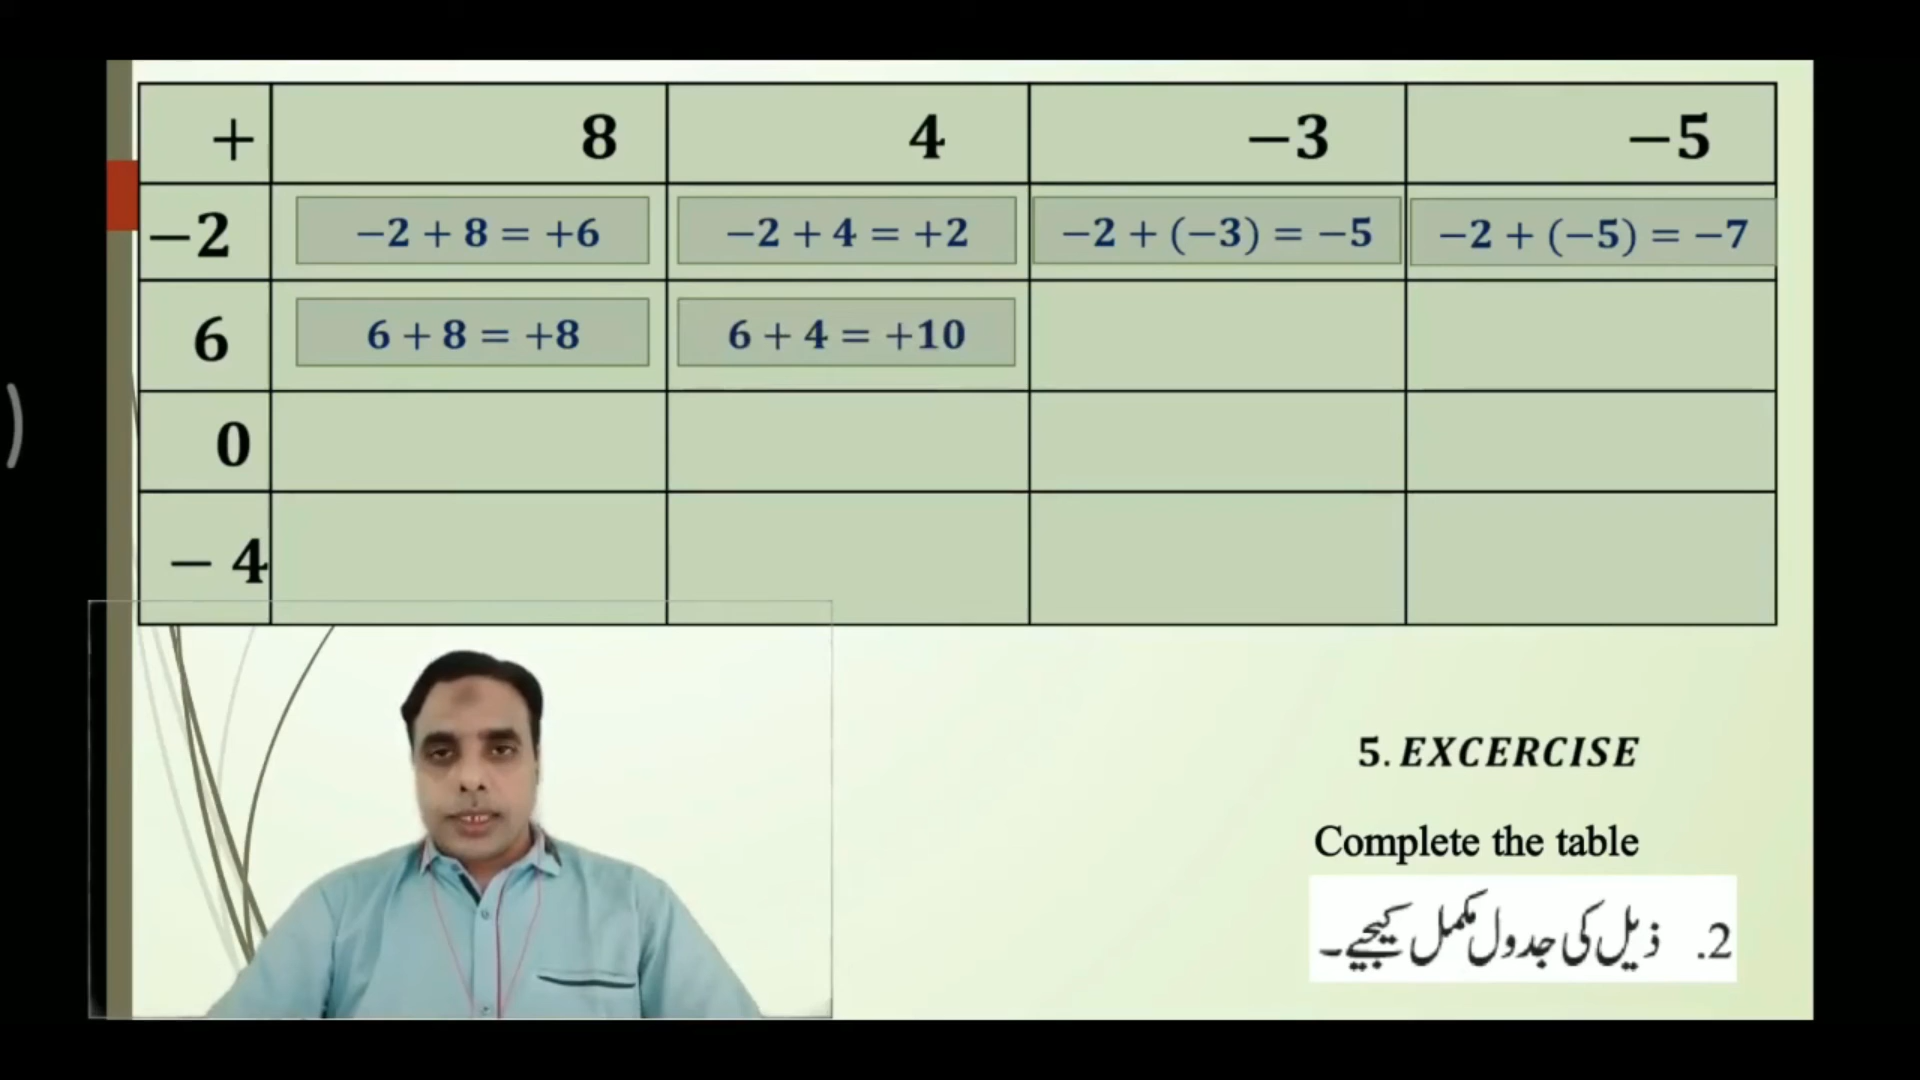 + 8 4 −3 −5
−2 −2 + 8 = +6 −2 + 4 = +2 −2 + (−3) = −5 −2 + (−5) = −7
6 6 + 8 = +8 6 + 4 = +10
0
− 4
5. EXCERCISE
Complete the table
2. ذیل کی جدول مکمل کیجیے۔